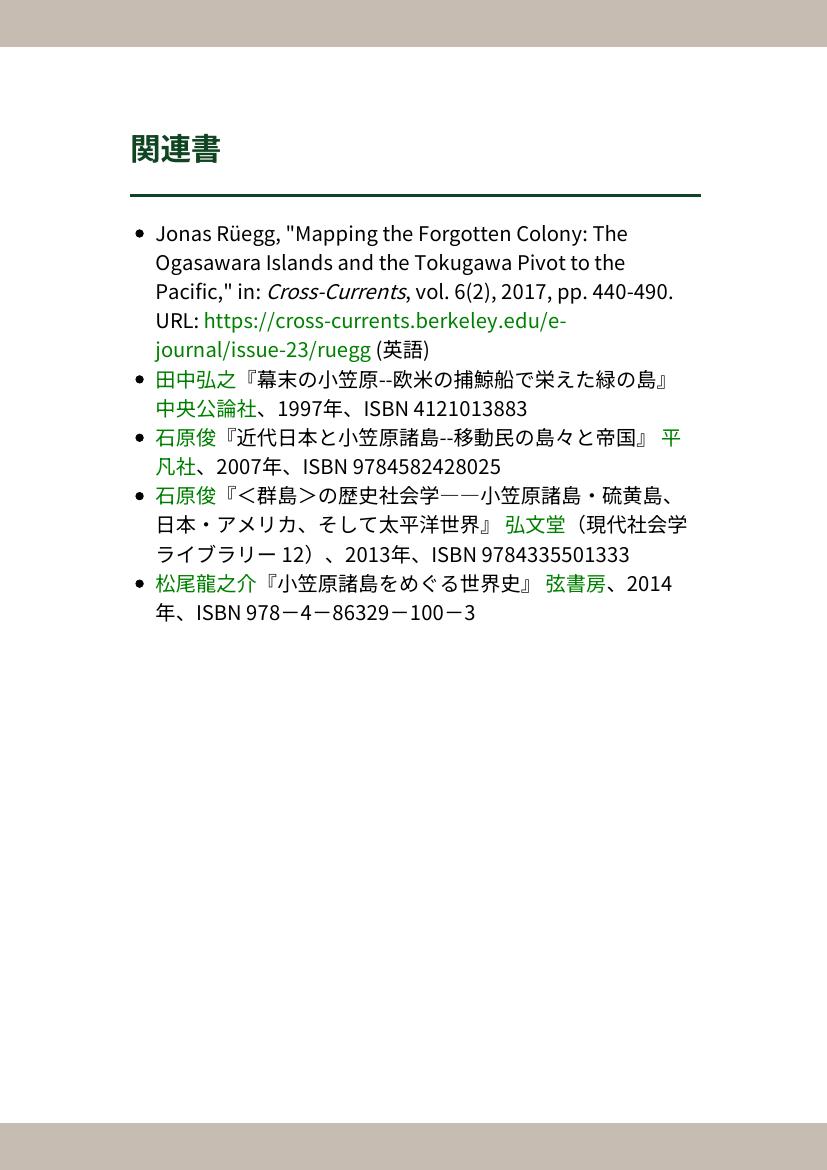 関連書
Jonas Rüegg, "Mapping the Forgotten Colony: The
Ogasawara Islands and the Tokugawa Pivot to the
Pacific," in: Cross-Currents, vol. 6(2), 2017, pp. 440-490.
URL: https://cross-currents.berkeley.edu/e-
journal/issue-23/ruegg (英語)
田中弘之『幕末の小笠原--欧米の捕鯨船で栄えた緑の島』
中央公論社、1997年、ISBN 4121013883
石原俊『近代日本と小笠原諸島--移動民の島々と帝国』 平
凡社、2007年、ISBN 9784582428025
石原俊『＜群島＞の歴史社会学――小笠原諸島・硫黄島、
日本・アメリカ、そして太平洋世界』 弘文堂（現代社会学
ライブラリー 12）、2013年、ISBN 9784335501333
松尾龍之介『小笠原諸島をめぐる世界史』 弦書房、2014
年、ISBN 978－4－86329－100－3